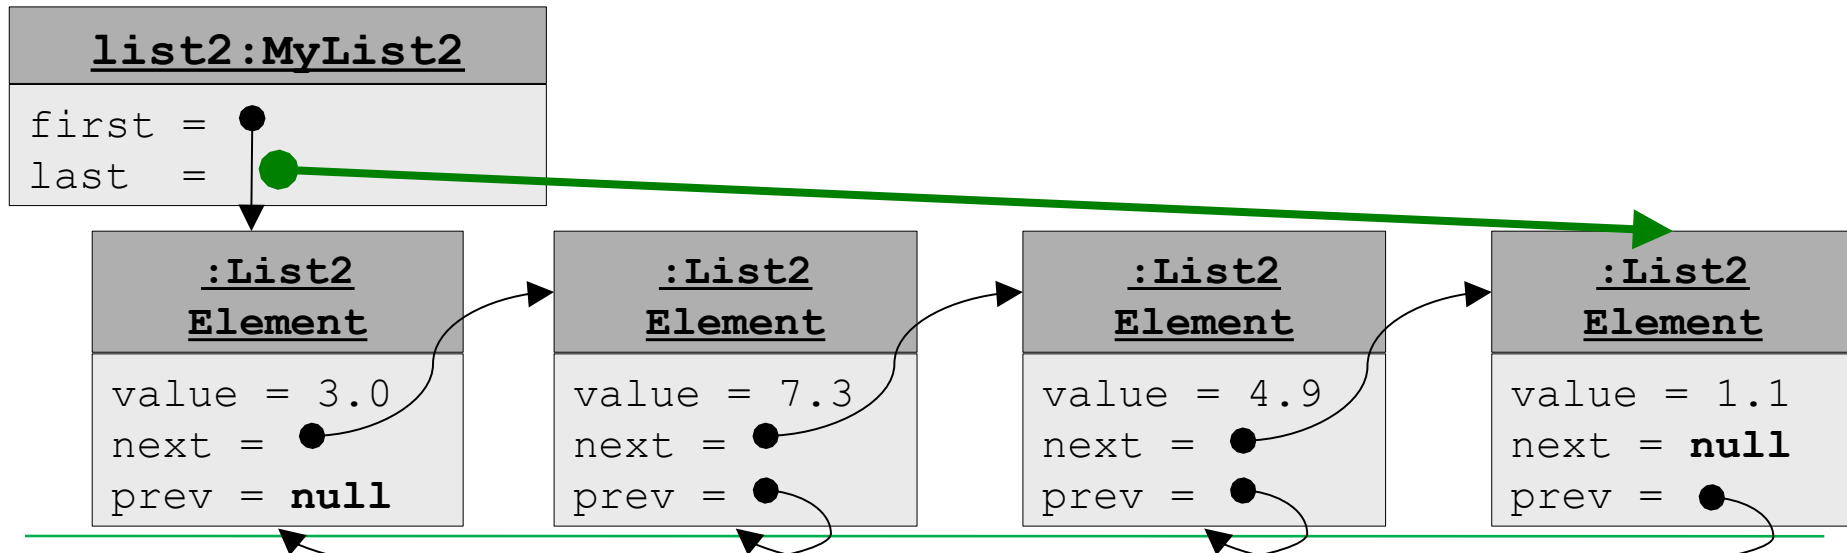 list2:MyList2
first =
last =
:List2
Element
value = 3.0
next =
prev = null
:List2
Element
value = 7.3
next =
prev =
:List2
Element
value = 4.9
next =
prev =
:List2
Element
value = 1.1
next = null
prev =